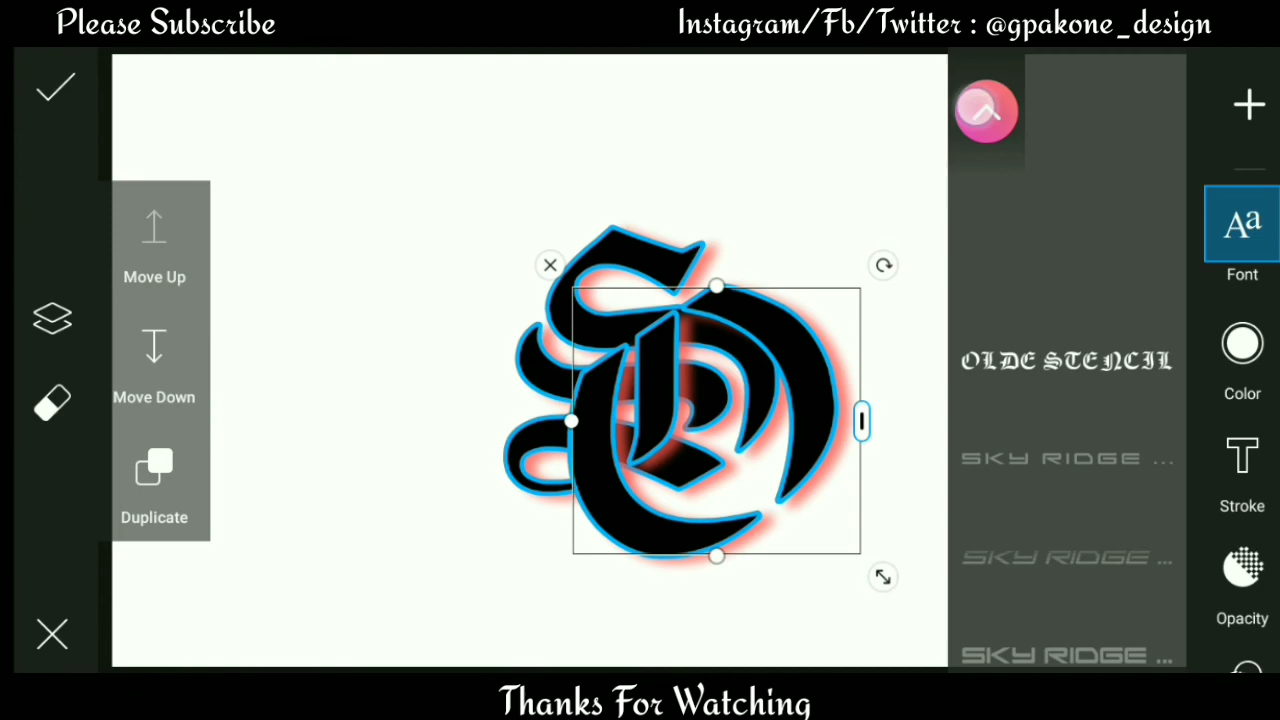 Please Subscribe
Instagram/Fb/Twitter : @gpakone_design
Move Up
Move Down
Duplicate
Aa
Font
OLDE STENCIL
Color
SKY RIDGE ...
T
Stroke
SKY RIDGE ...
Opacity
SKY RIDGE ...
Thanks For Watching